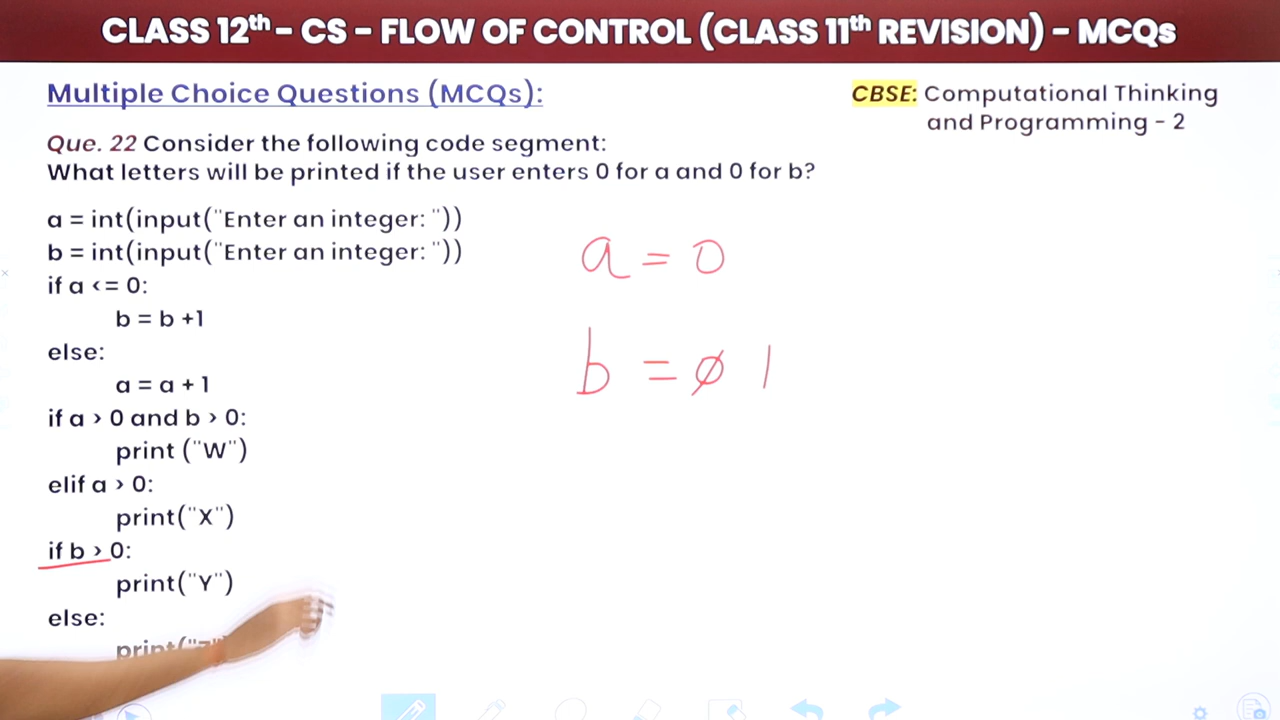 CLASS 12th – CS – FLOW OF CONTROL (CLASS 11th REVISION) – MCQs
Multiple Choice Questions (MCQs):
CBSE: Computational Thinking
and Programming - 2
Que. 22 Consider the following code segment:
What letters will be printed if the user enters 0 for a and 0 for b?
a = int(input("Enter an integer: "))
b = int(input("Enter an integer: "))
if a <= 0:
b = b +1
else:
a = a + 1
if a > 0 and b > 0:
print ("W")
elif a > 0:
print("X")
if b > 0:
print("Y")
else:
a = 0
b = 0 1